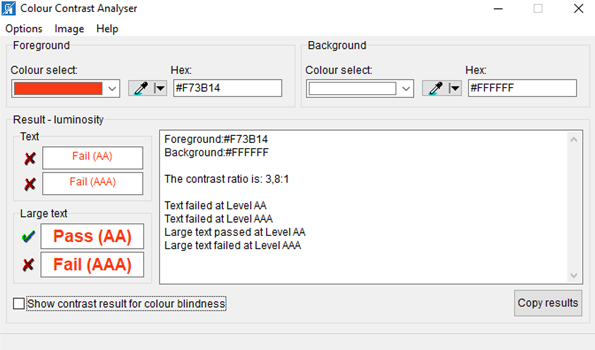 Colour Contrast Analyser
Options Image Help
Foreground
Background
Colour select: Hex:
#F73B14
Colour select: Hex:
#FFFFFF
Result - luminosity
Text
Fail (AA)
Fail (AAA)
Large text
Pass (AA)
Fail (AAA)
Foreground:#F73B14
Background:#FFFFFF
The contrast ratio is: 3,8:1
Text failed at Level AA
Text failed at Level AAA
Large text passed at Level AA
Large text failed at Level AAA
Show contrast result for colour blindness
Copy results